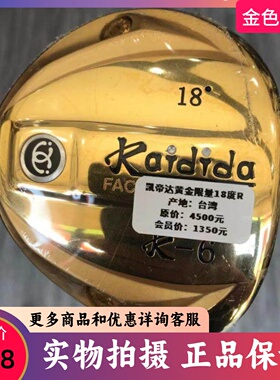 金色
18°
Kaidida
FAC
凯帝达黄金限量18度R
产地：台湾
原价：4500元
会员价：1350元
K-6
更多商品和优惠详询客服
价
8
实物拍摄 正品保